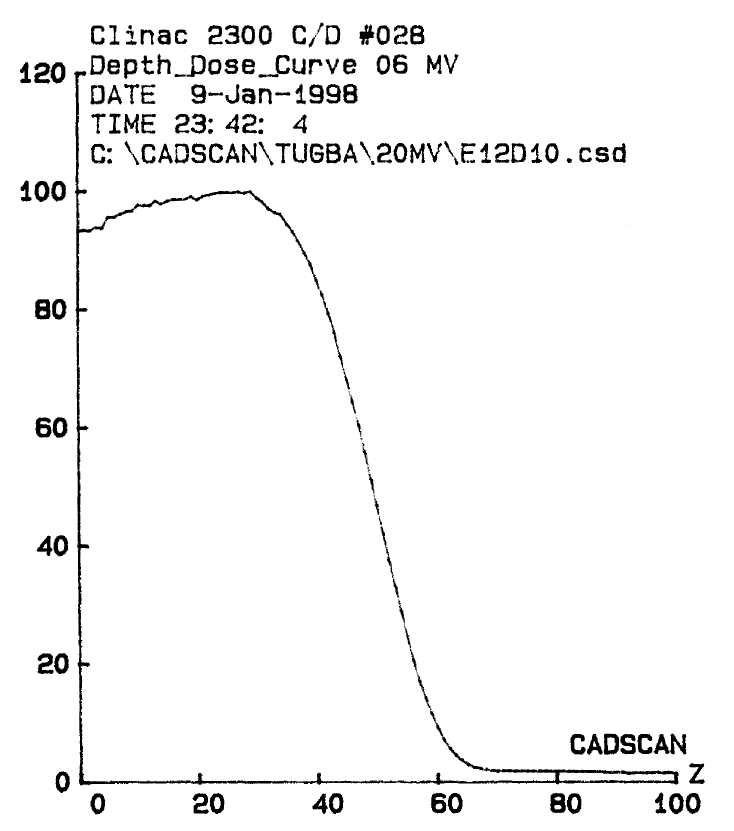 Clinac 2300 C/D #028
Depth_Dose_Curve 06 MV
DATE 9-Jan-1998
TIME 23: 42: 4
C: \CADSCAN\TUGBA\20MV\E12D10.csd
120
100
80
60
40
20
0
CADSCAN
Z
0 20 40 60 80 100